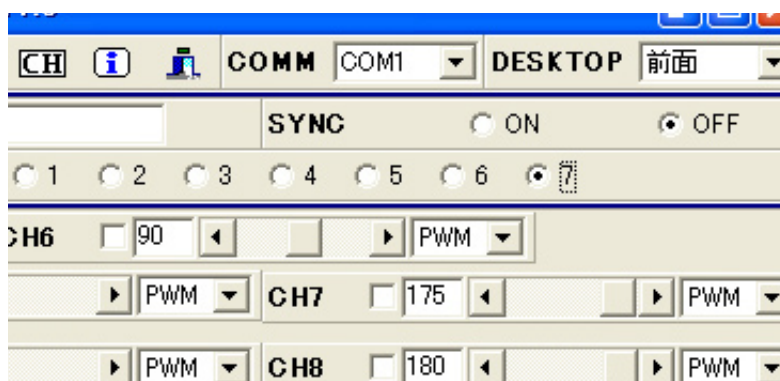 CH i COMM COM1 DESKTOP 前面
SYNC ON OFF
1 2 3 4 5 6 7
CH6 90 PWM
PWM CH7 175 PWM
PWM CH8 180 PWM